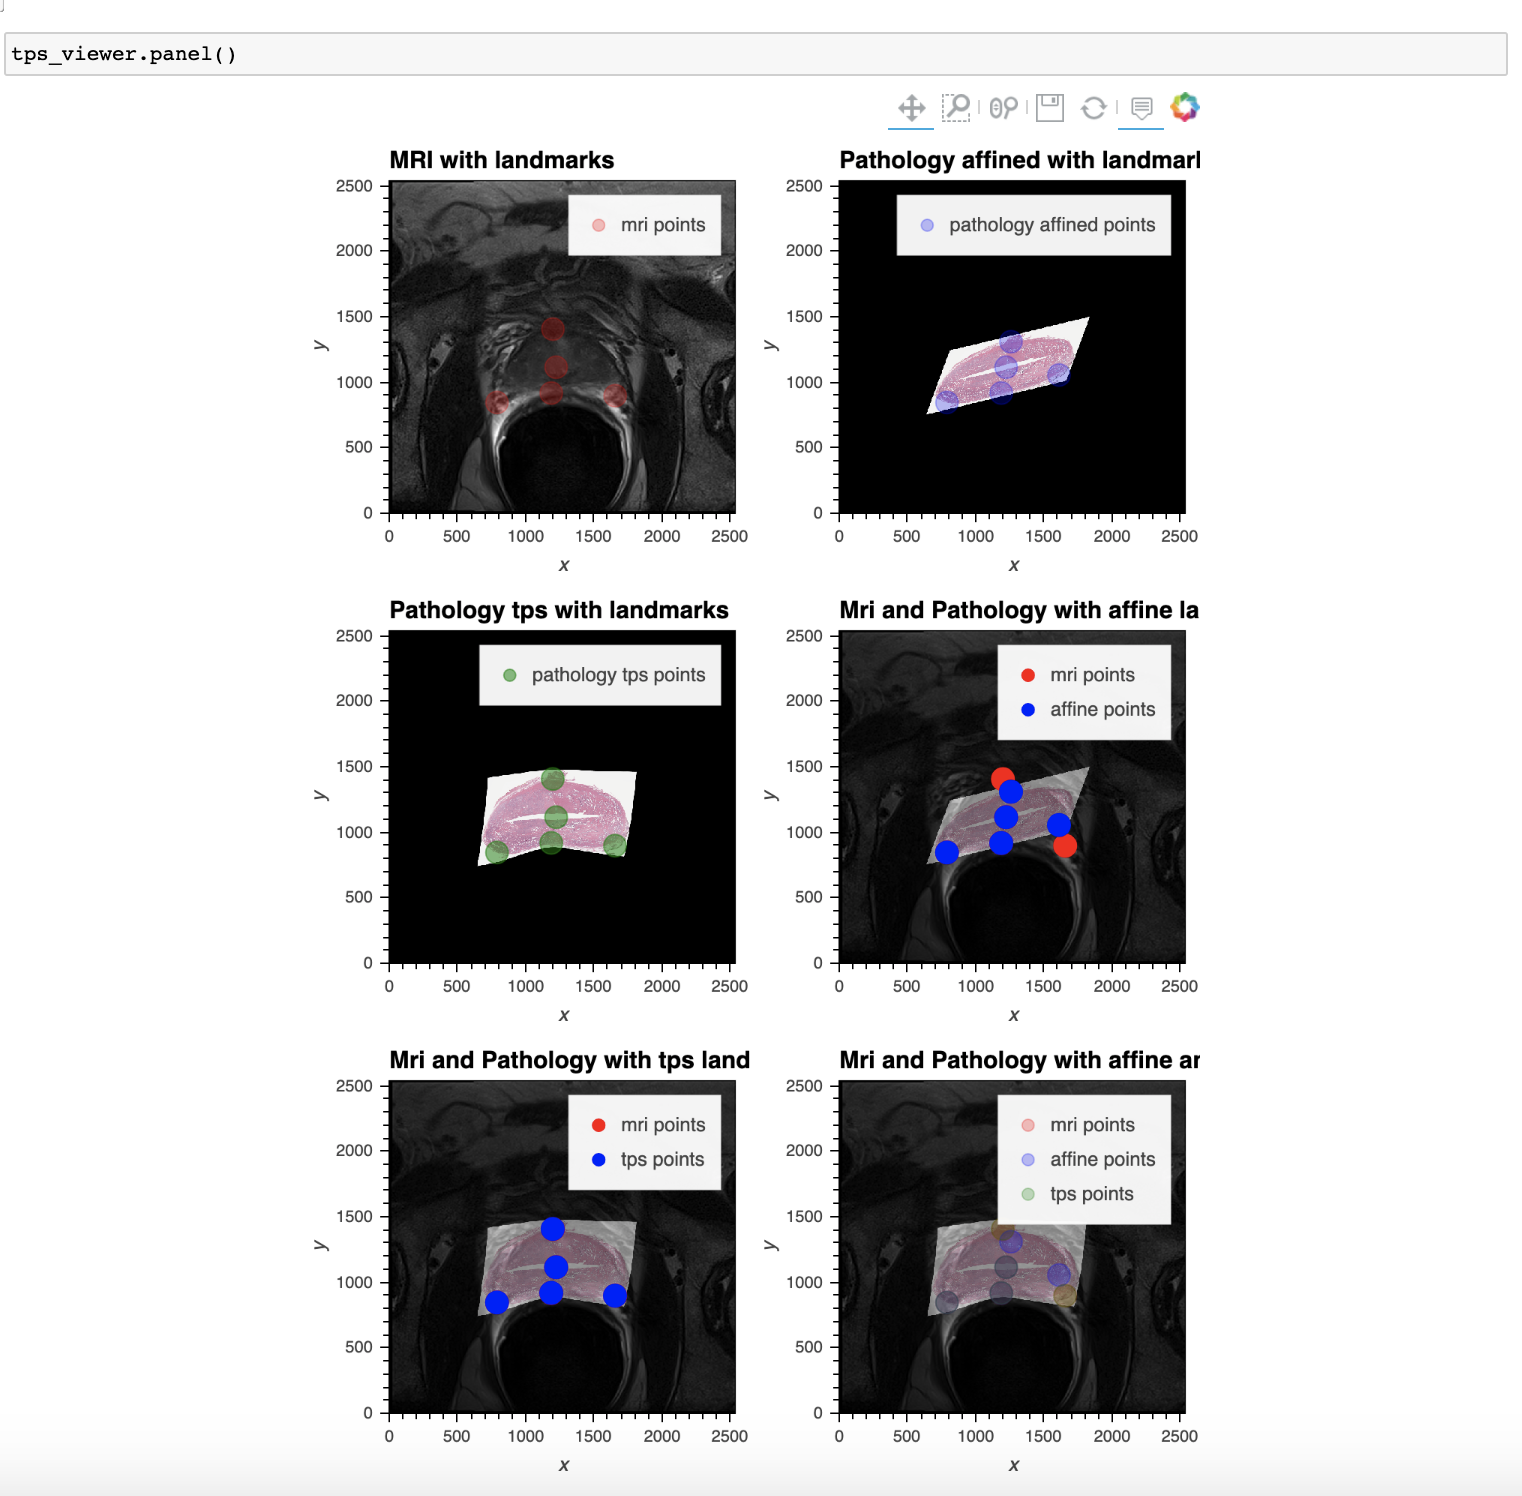 tps_viewer.panel()
MRI with landmarks
mri points
2500
2000
1500
1000
500
0
y
0 500 1000 1500 2000 2500
x
Pathology affined with landmarl
pathology affined points
2500
2000
1500
1000
500
0
y
0 500 1000 1500 2000 2500
x
Pathology tps with landmarks
pathology tps points
2500
2000
1500
1000
500
0
y
0 500 1000 1500 2000 2500
x
Mri and Pathology with affine la
mri points
affine points
2500
2000
1500
1000
500
0
y
0 500 1000 1500 2000 2500
x
Mri and Pathology with tps land
mri points
tps points
2500
2000
1500
1000
500
0
y
0 500 1000 1500 2000 2500
x
Mri and Pathology with affine ar
mri points
affine points
tps points
2500
2000
1500
1000
500
0
y
0 500 1000 1500 2000 2500
x